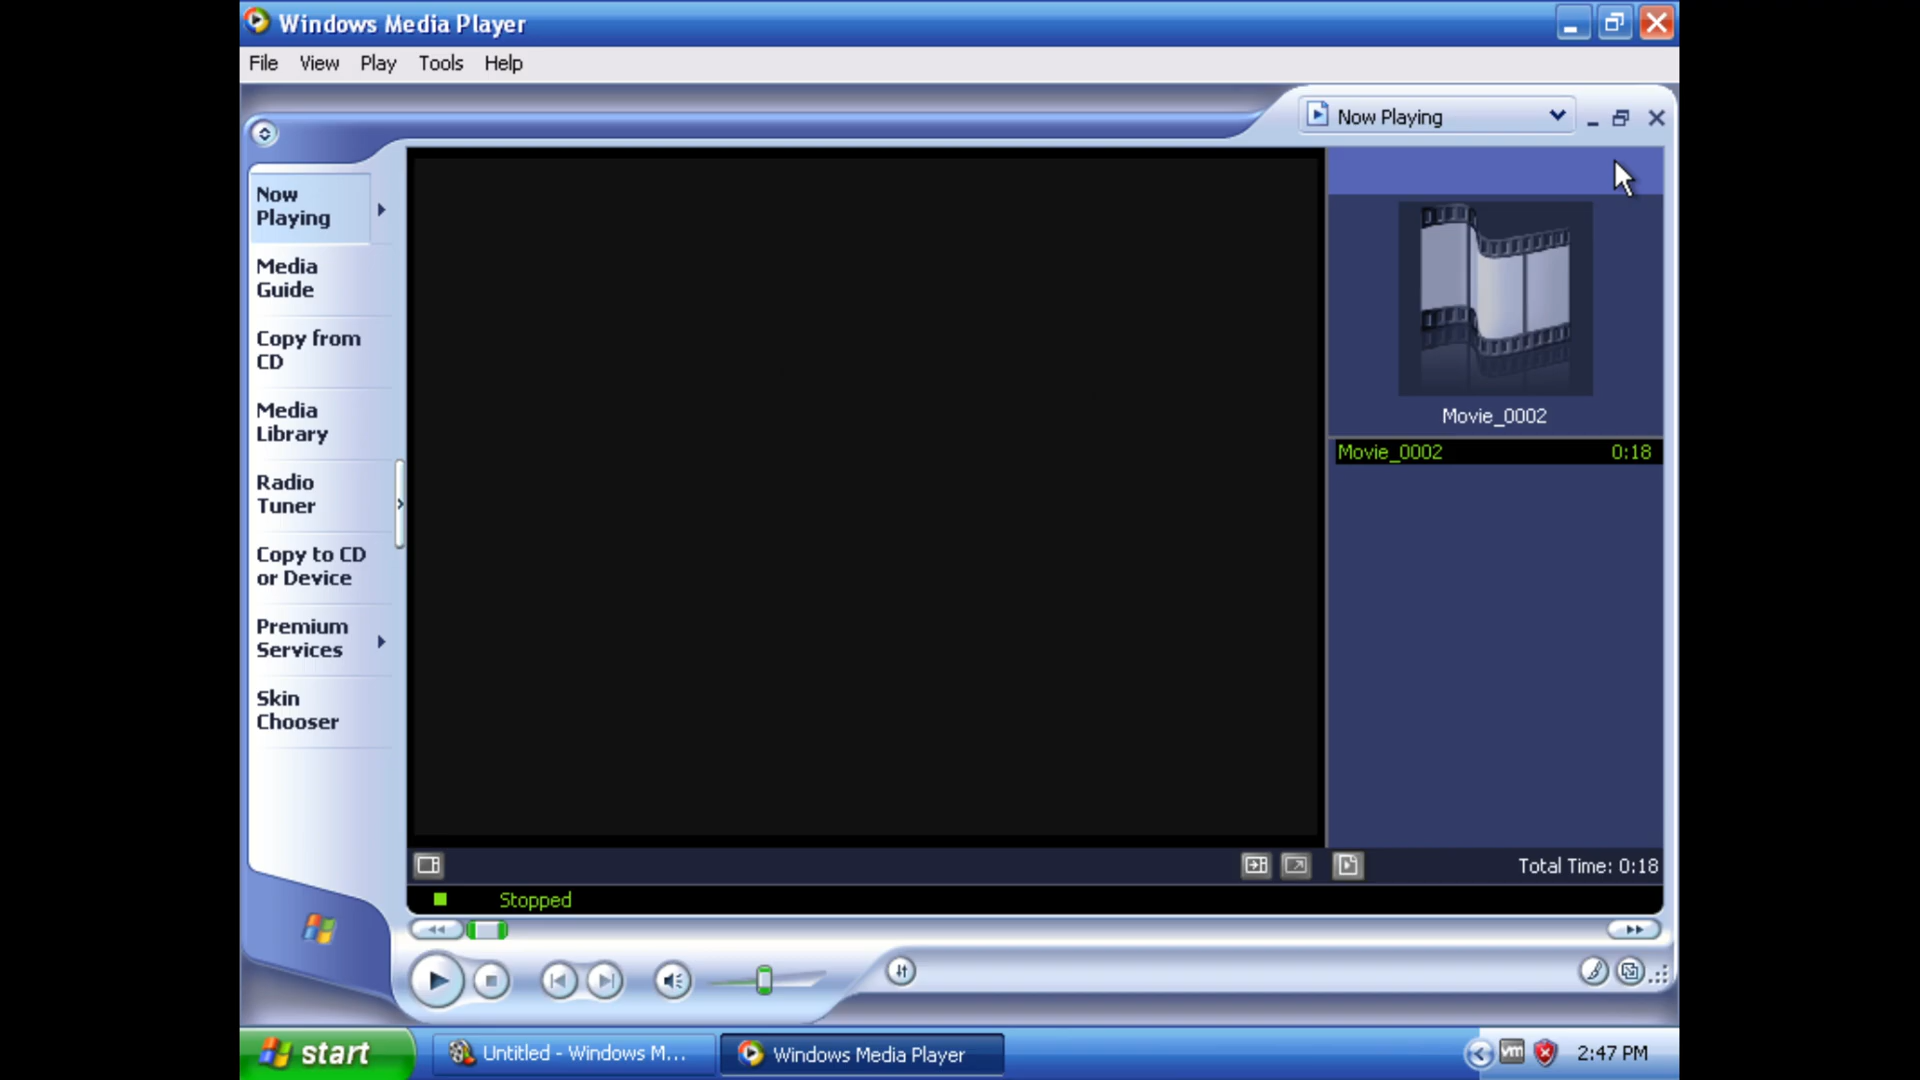 Windows Media Player
File View Play Tools Help
Now Playing
Now
Playing
Media
Guide
Copy from
CD
Media
Library
Radio
Tuner
Copy to CD
or Device
Premium
Services
Skin
Chooser
Movie_0002
Movie_0002 0:18
Total Time: 0:18
Stopped
start
Untitled - Windows M...
Windows Media Player
vm
2:47 PM